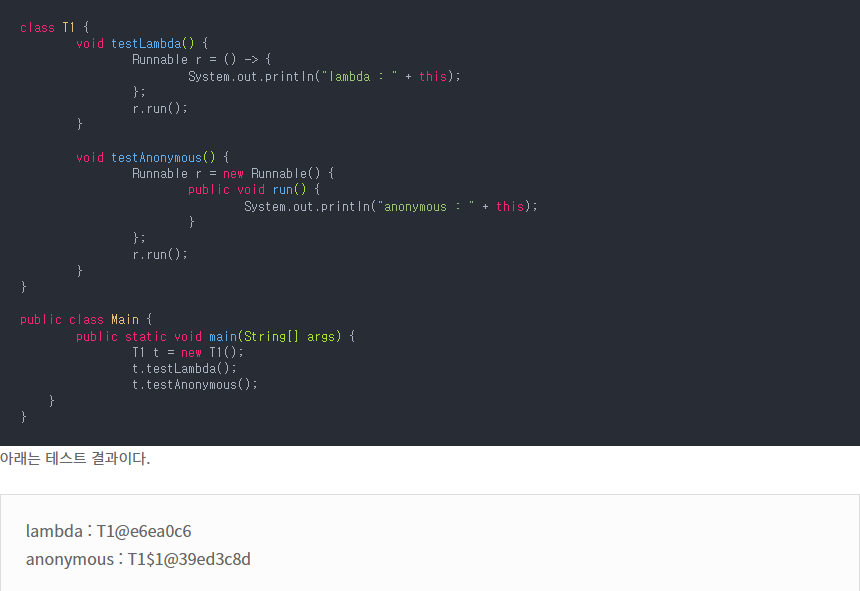 class T1 {
void testLambda() {
Runnable r = () -> {
System.out.println("lambda : " + this);
};
r.run();
}
void testAnonymous() {
Runnable r = new Runnable() {
public void run() {
System.out.println("anonymous : " + this);
}
};
r.run();
}
}
public class Main {
public static void main(String[] args) {
T1 t = new T1();
t.testLambda();
t.testAnonymous();
}
}
아래는 테스트 결과이다.
lambda : T1@e6ea0c6
anonymous : T1$1@39ed3c8d